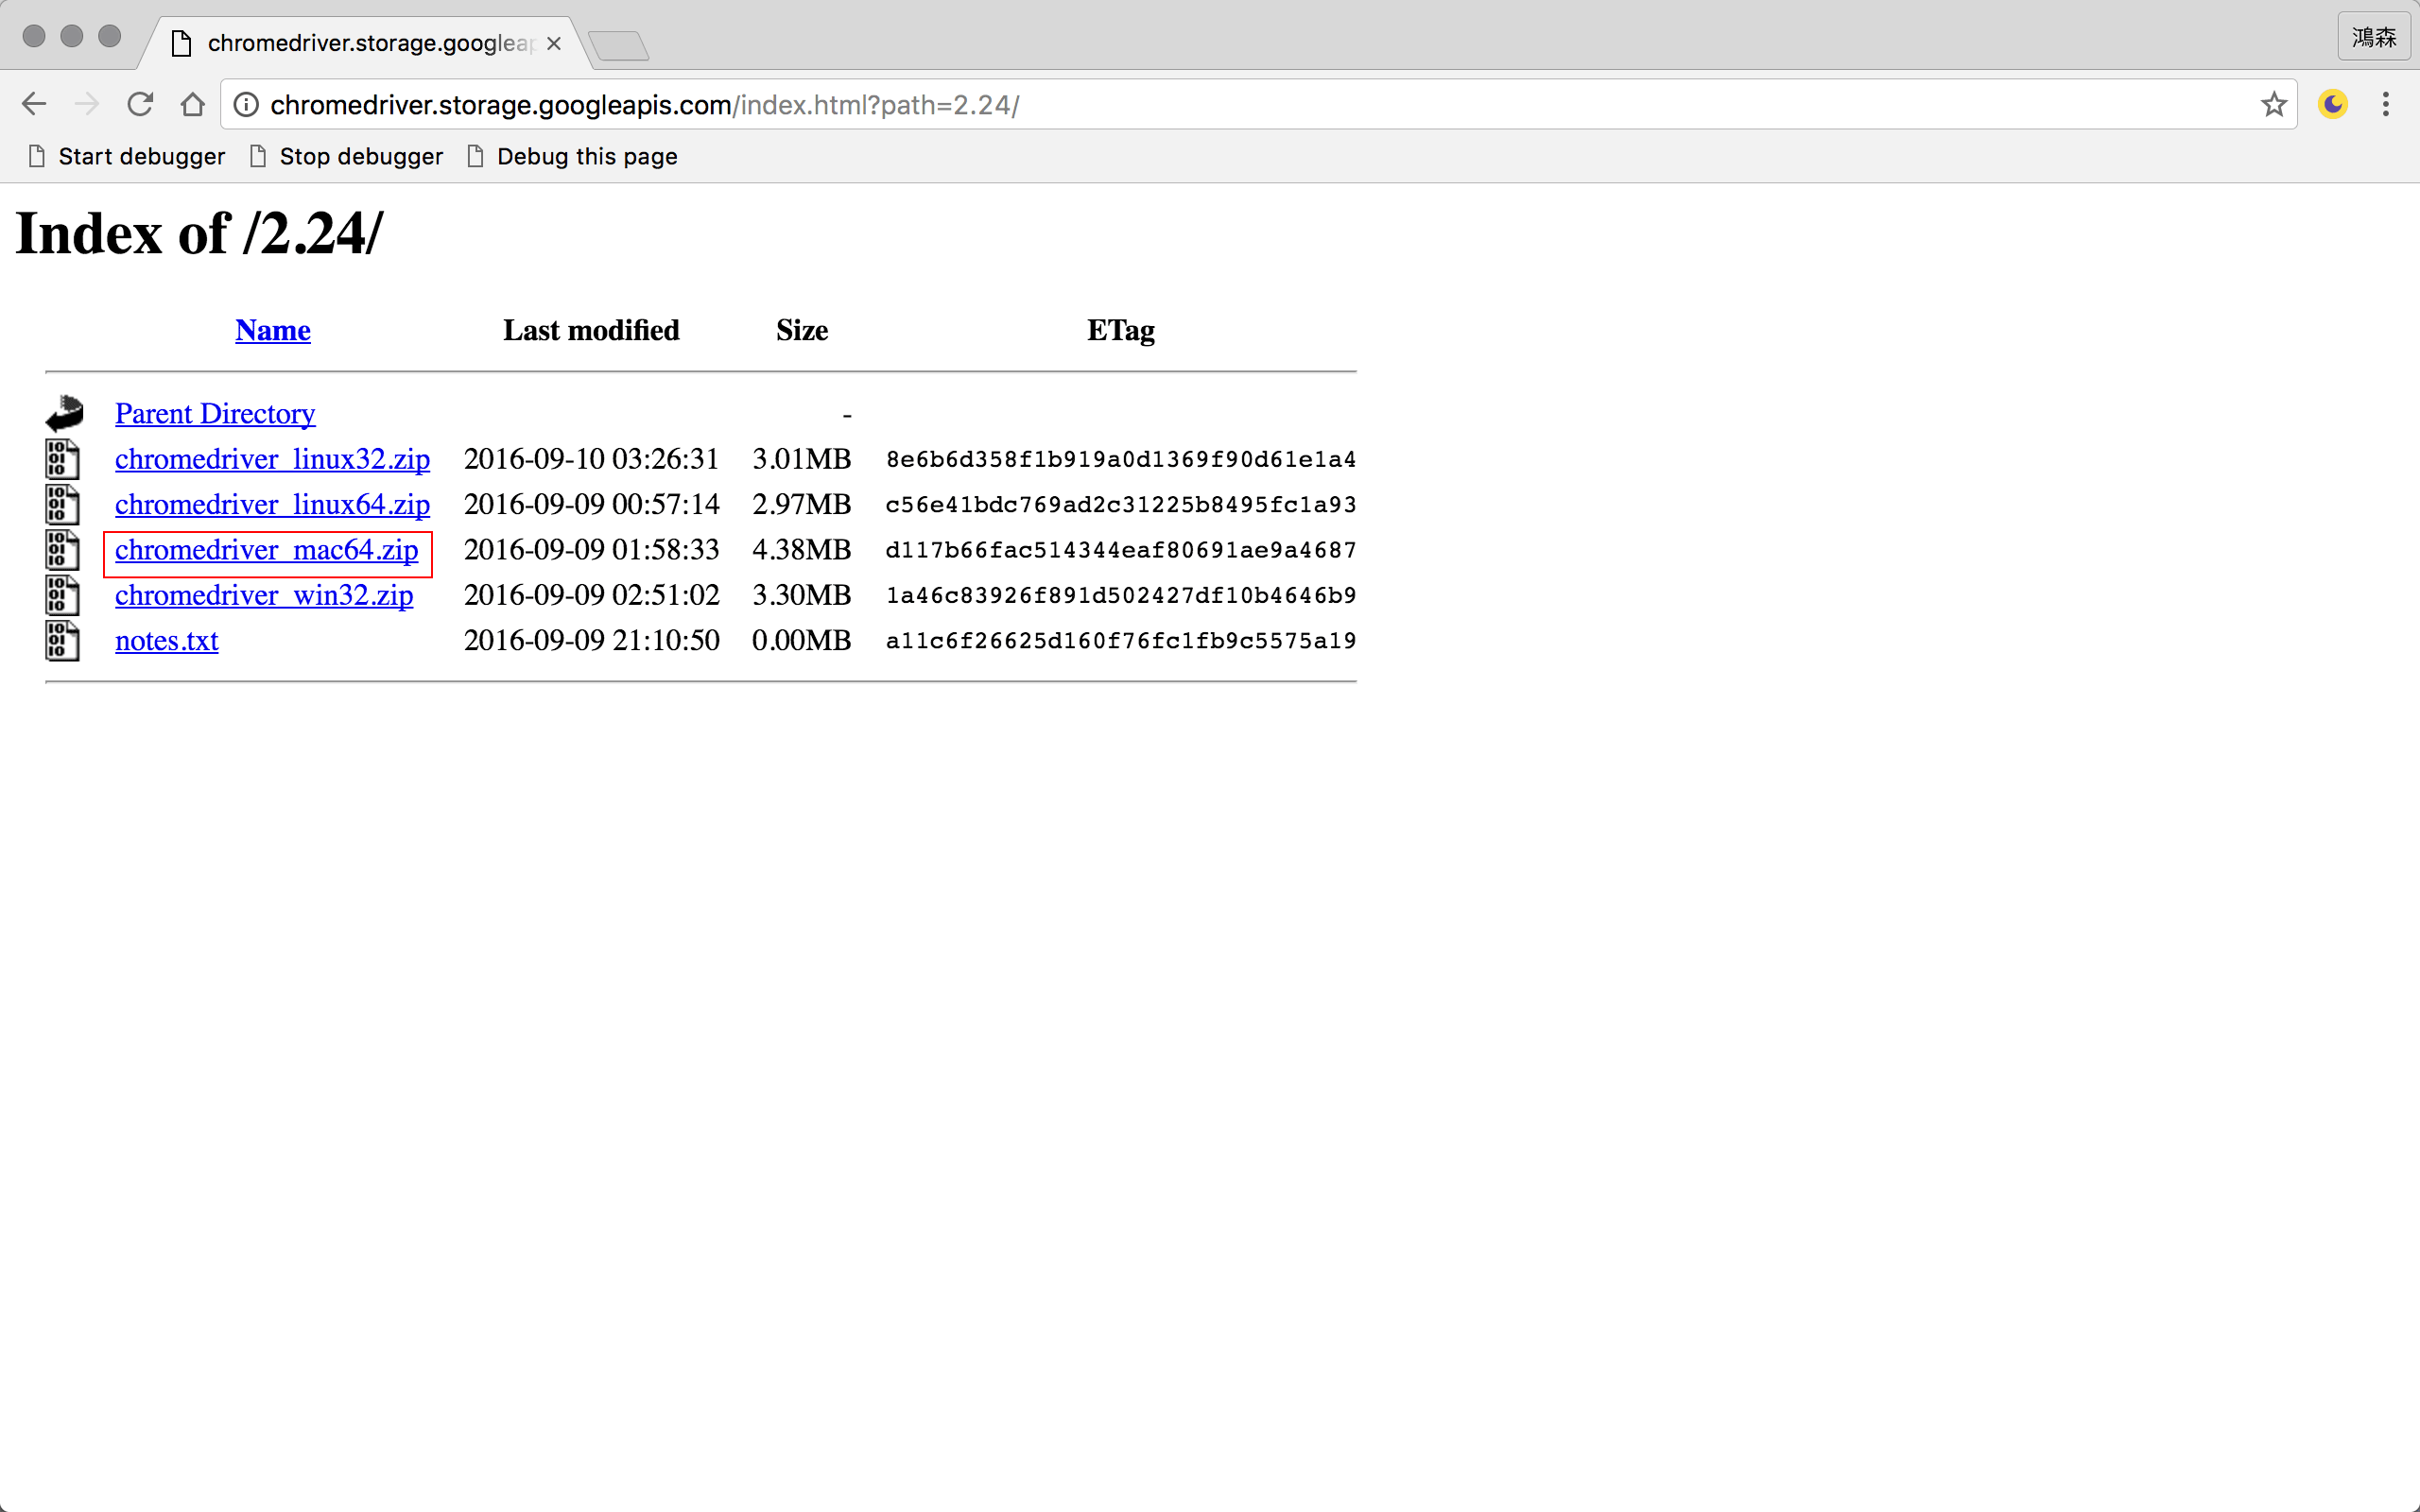 chromedriver.storage.googleap
鴻森
chromedriver.storage.googleapis.com/index.html?path=2.24/
Start debugger Stop debugger Debug this page
Index of /2.24/
Name Last modified Size ETag
Parent Directory -
chromedriver_linux32.zip 2016-09-10 03:26:31 3.01MB 8e6b6d358f1b919a0d1369f90d61e1a4
chromedriver_linux64.zip 2016-09-09 00:57:14 2.97MB c56e41bdc769ad2c31225b8495fc1a93
chromedriver_mac64.zip 2016-09-09 01:58:33 4.38MB d117b66fac514344eaf80691ae9a4687
chromedriver_win32.zip 2016-09-09 02:51:02 3.30MB 1a46c83926f891d502427df10b4646b9
notes.txt 2016-09-09 21:10:50 0.00MB a11c6f26625d160f76fc1fb9c5575a19